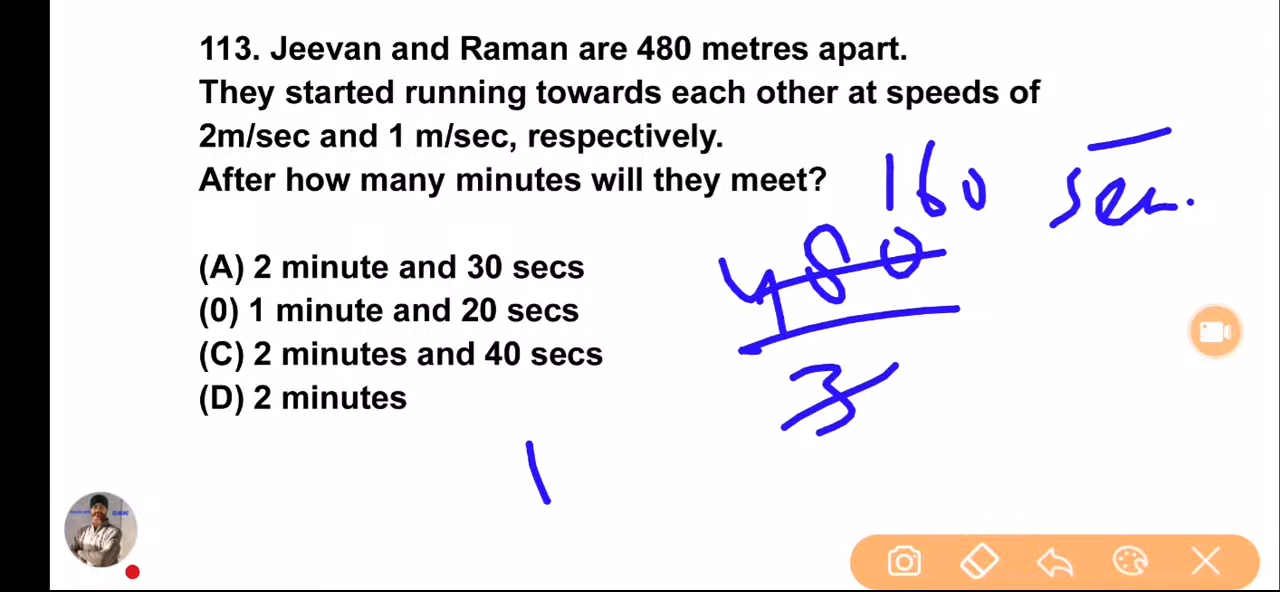 113. Jeevan and Raman are 480 metres apart.
They started running towards each other at speeds of
2m/sec and 1 m/sec, respectively.
After how many minutes will they meet?
160 sec.
480
3
(A) 2 minute and 30 secs
(0) 1 minute and 20 secs
(C) 2 minutes and 40 secs
(D) 2 minutes